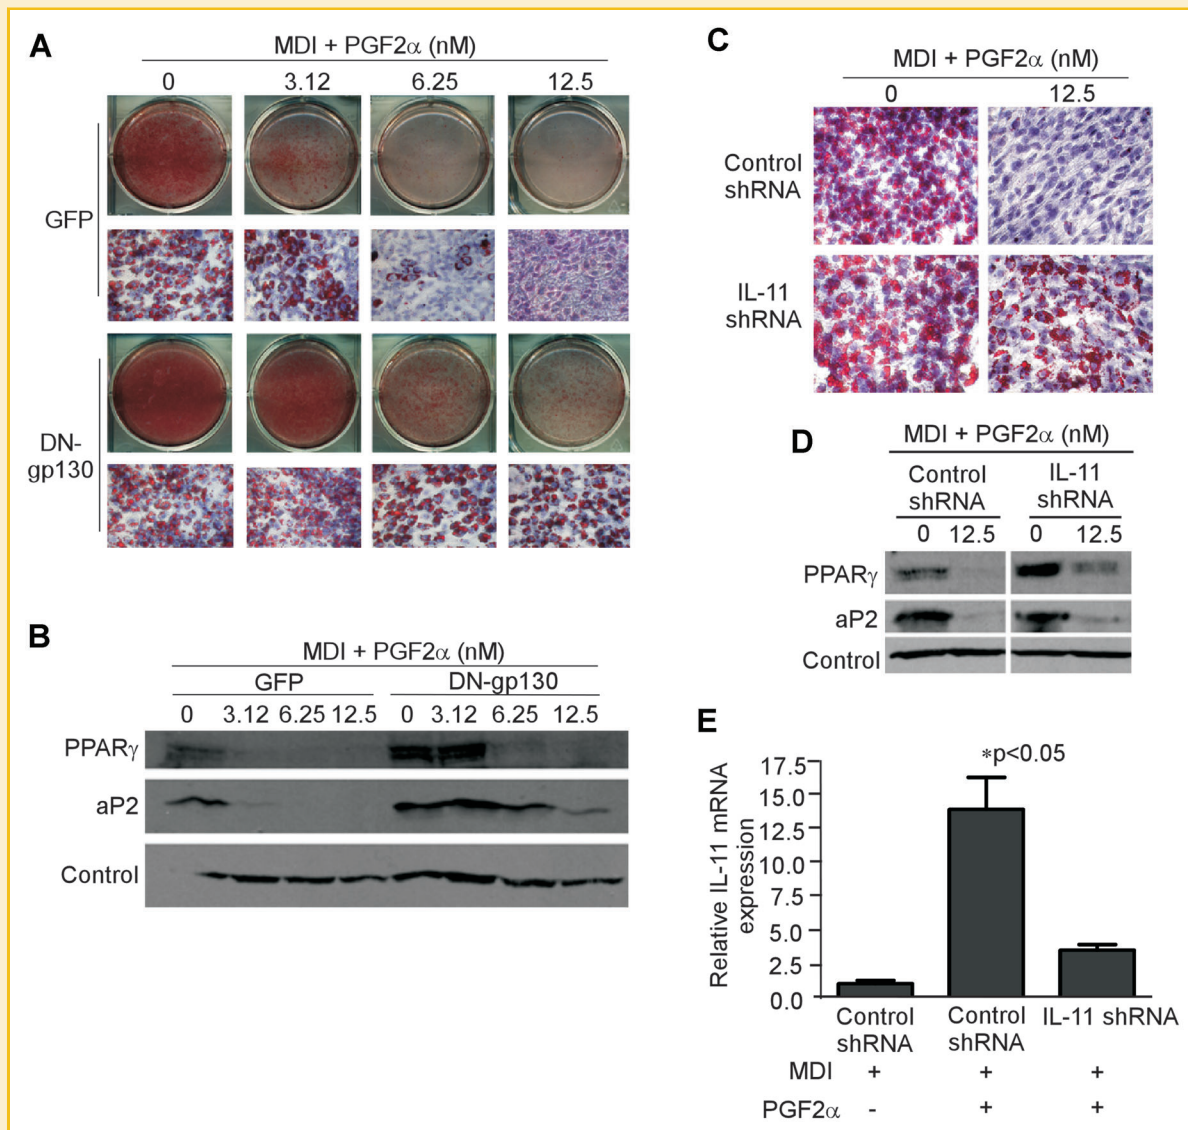 A
MDI + PGF2α (nM)
0 3.12 6.25 12.5
GFP
DN-
gp130
B
MDI + PGF2α (nM)
GFP DN-gp130
0 3.12 6.25 12.5 0 3.12 6.25 12.5
PPARγ
aP2
Control
C
MDI + PGF2α (nM)
0 12.5
Control
shRNA
IL-11
shRNA
D
MDI + PGF2α (nM)
Control
shRNA
IL-11
shRNA
0 12.5 0 12.5
PPARγ
aP2
Control
E
*p<0.05
Relative IL-11 mRNA
expression
17.5
15.0
12.5
10.0
7.5
5.0
2.5
0.0
Control
shRNA
Control
shRNA
IL-11 shRNA
MDI + + +
PGF2α - + +